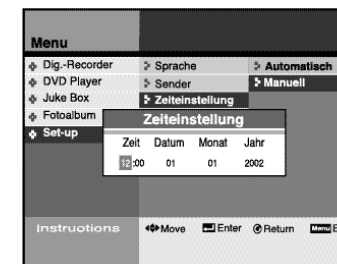 Menu
Dig.-Recorder
DVD Player
Juke Box
Fotoalbum
Set-up
Sprache
Sender
Zeiteinstellung
Automatisch
Manuell
Zeiteinstellung
Zeit Datum Monat Jahr
12:00 01 01 2002
Instructions Move Enter Return Menu